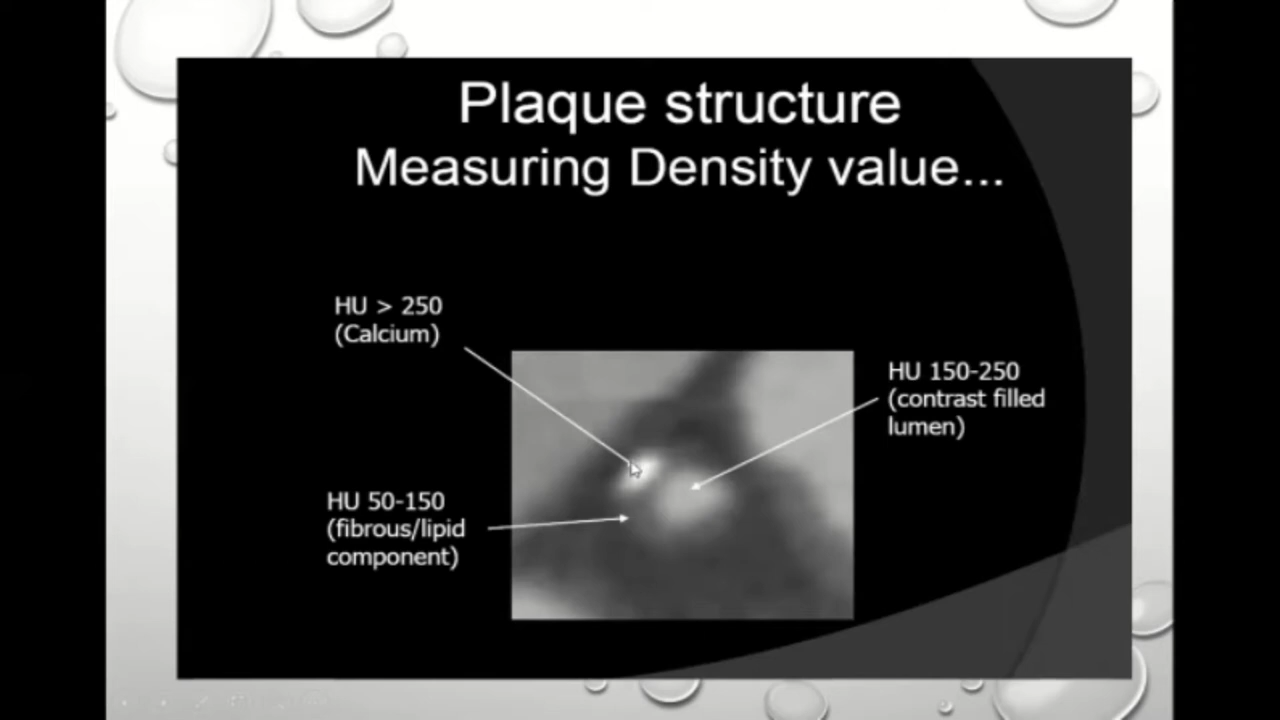 Plaque structure
Measuring Density value...
HU > 250
(Calcium)
HU 150-250
(contrast filled
lumen)
HU 50-150
(fibrous/lipid
component)